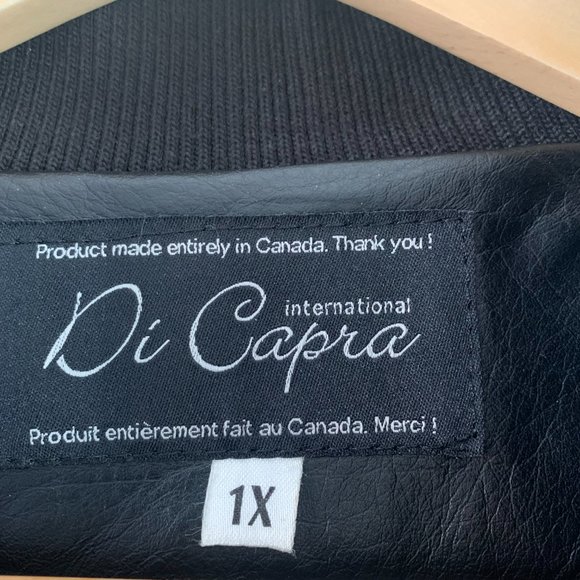 Product made entirely in Canada. Thank you !
international
Di Capra
Produit entièrement fait au Canada. Merci !
1X